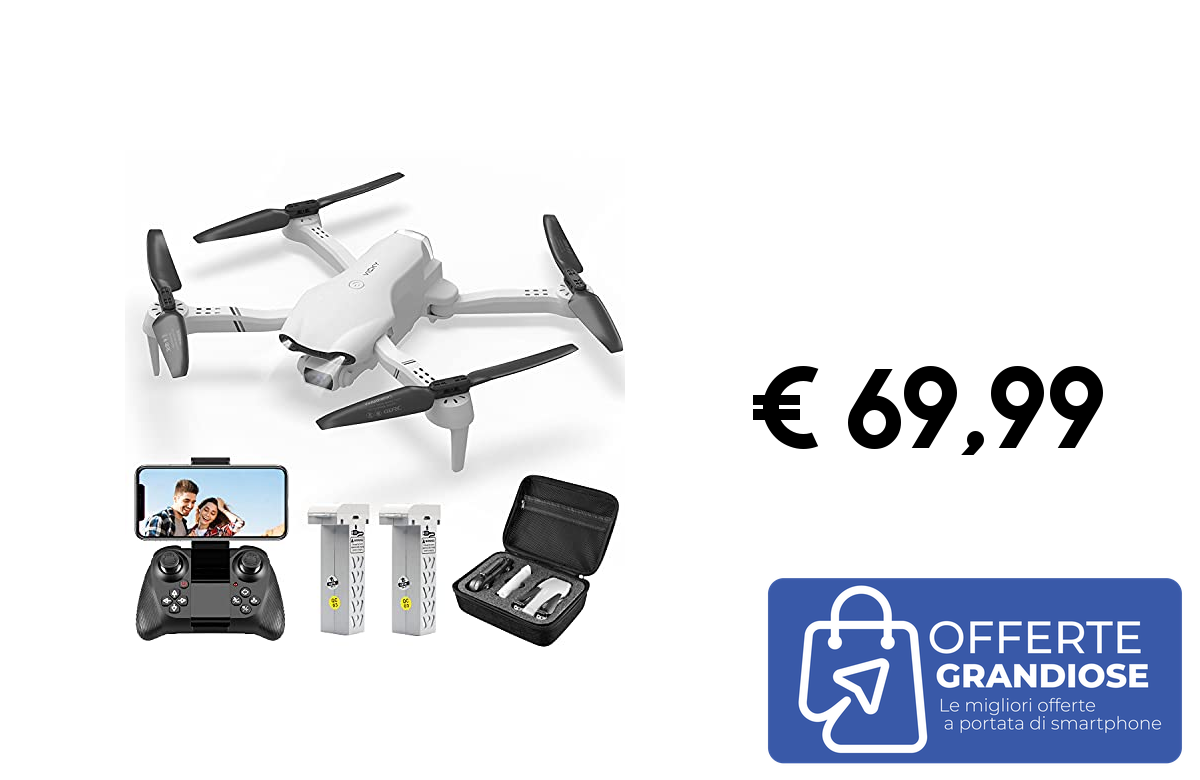 € 69,99
OFFERTE
GRANDIOSE
Le migliori offerte
a portata di smartphone